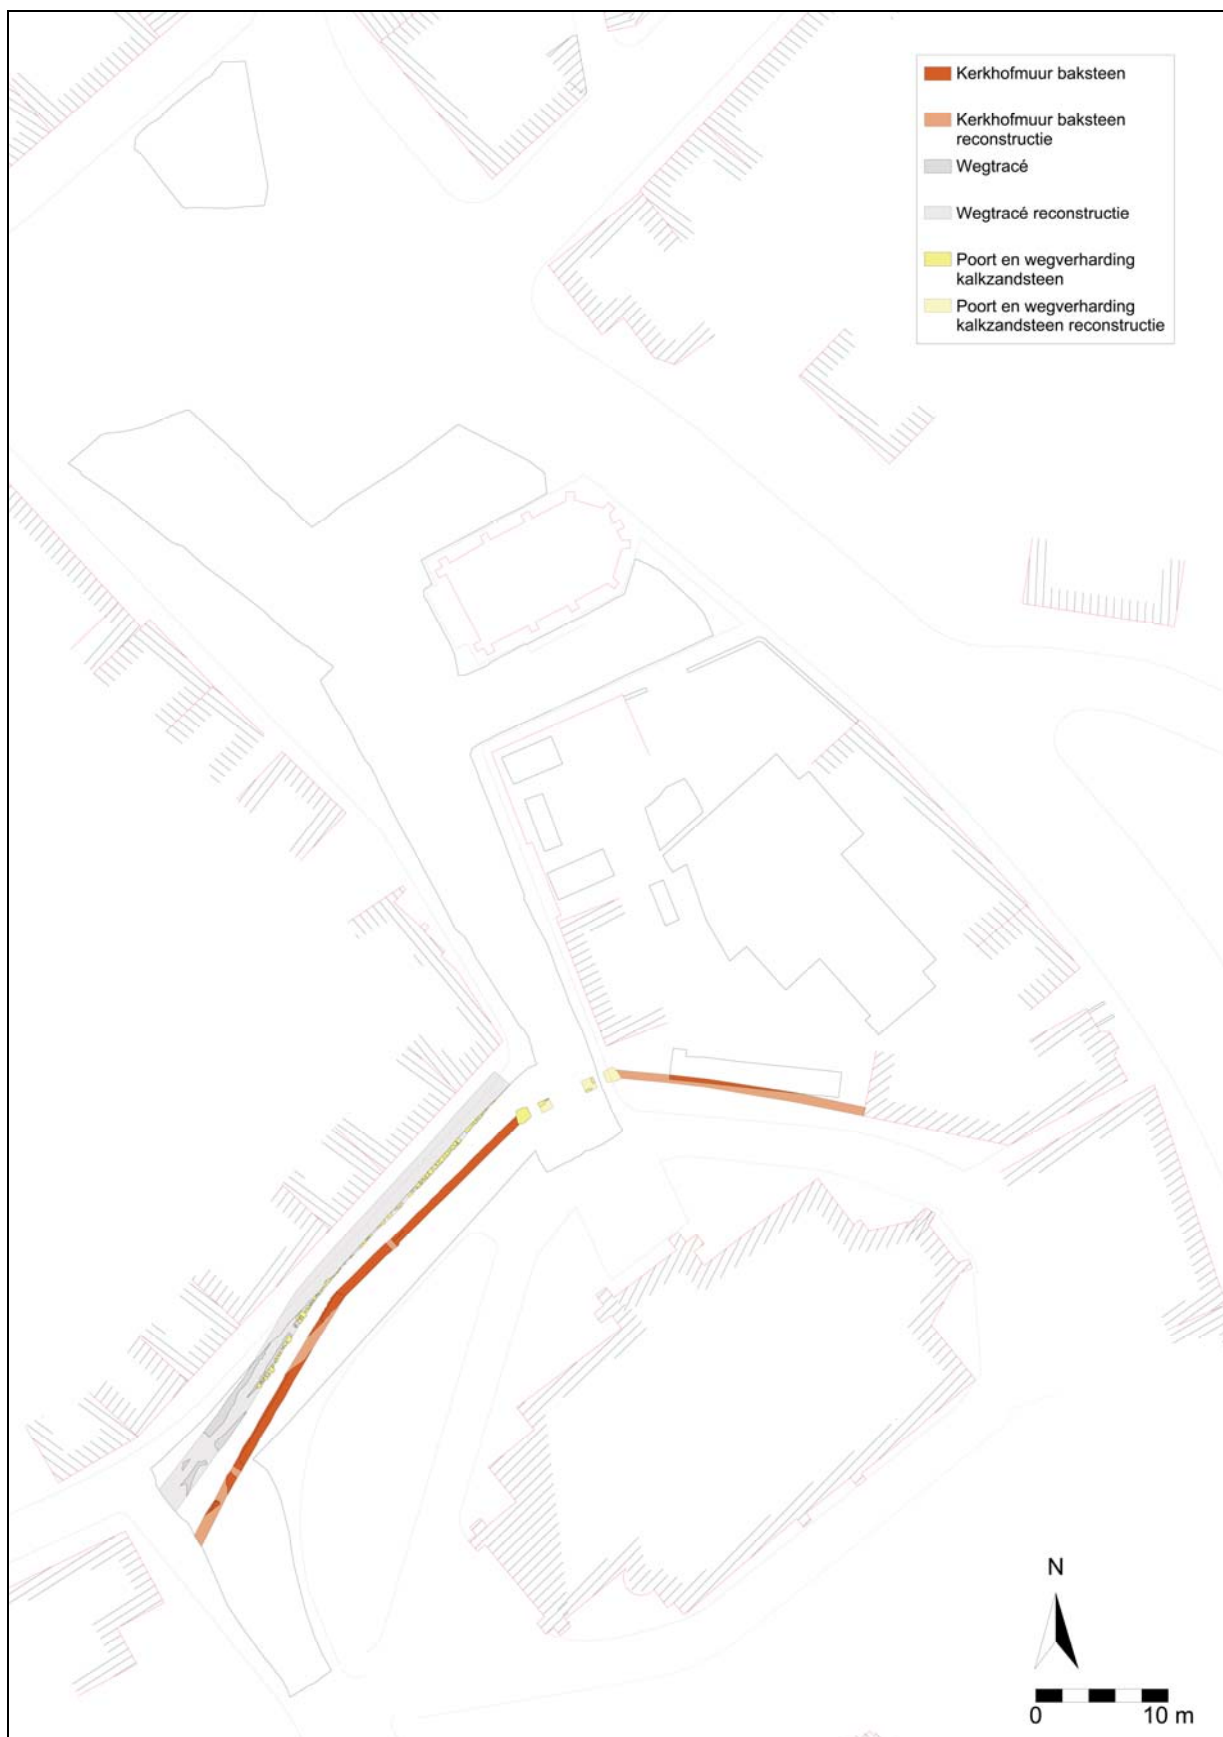 Kerkhofmuur baksteen
Kerkhofmuur baksteen
reconstructie
Wegtracé
Wegtracé reconstructie
Poort en wegverharding
kalkzandsteen
Poort en wegverharding
kalkzandsteen reconstructie
N
0 10 m